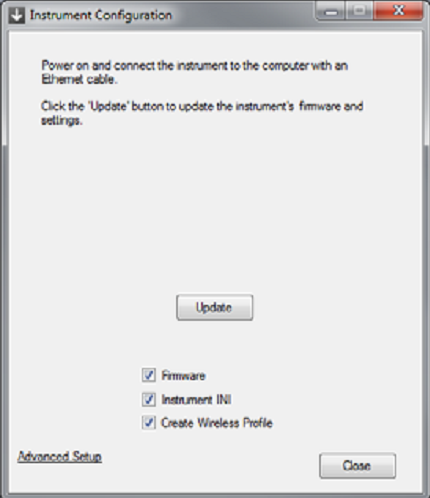 Instrument Configuration
Power on and connect the instrument to the computer with an
Ethernet cable.
Click the 'Update' button to update the instrument's firmware and
settings.
Update
Firmware
Instrument INI
Create Wireless Profile
Advanced Setup
Close